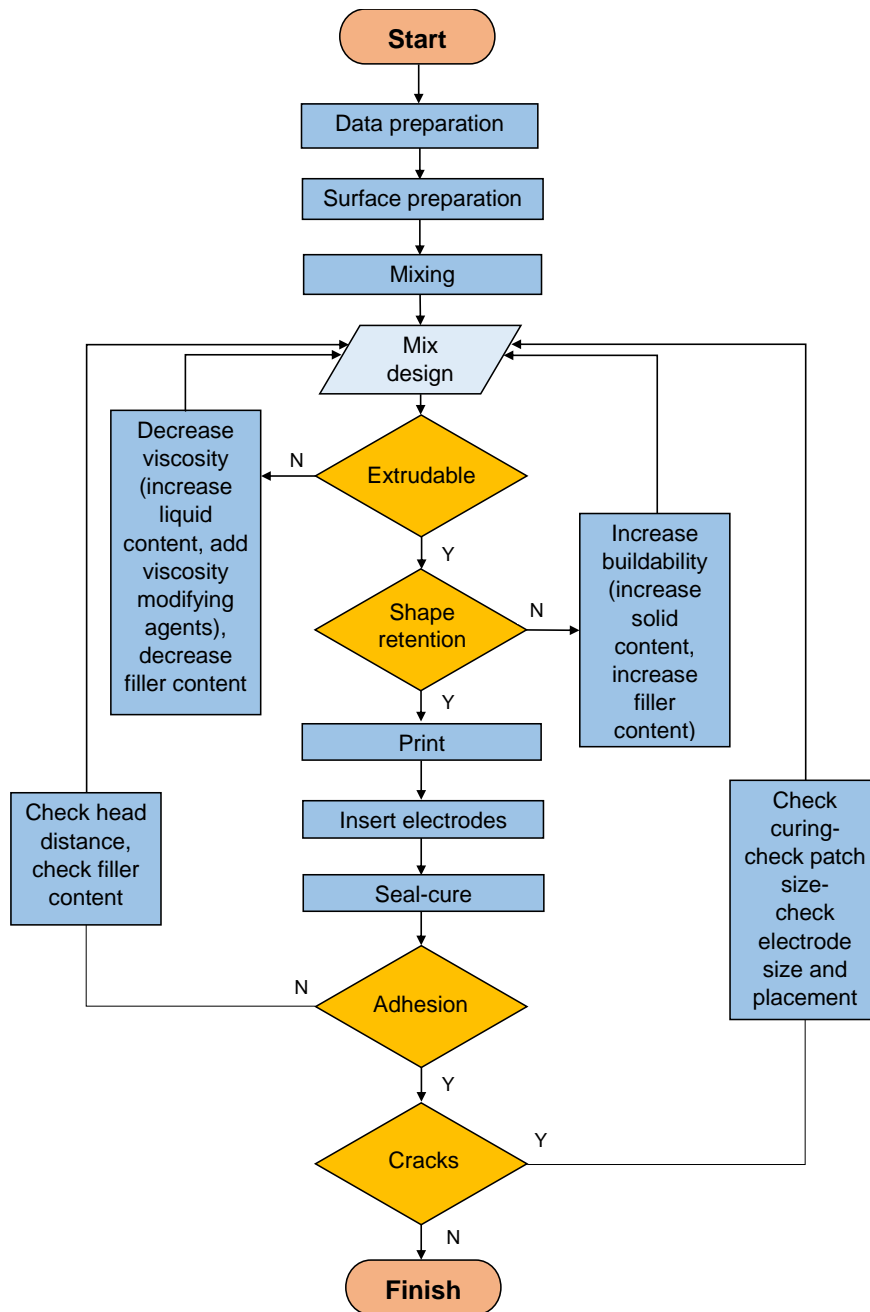 Start
Data preparation
Surface preparation
Mixing
Mix
design
Decrease
viscosity
(increase
liquid
content, add
viscosity
modifying
agents),
decrease
filler content
N
Extrudable
Y
Increase
buildability
(increase
solid
content,
increase
filler
content)
Shape
retention
N
Y
Print
Check head
distance,
check filler
content
Insert electrodes
Check
curing-
check patch
size-
check
electrode
size and
placement
Seal-cure
N
Adhesion
Y
Cracks
Y
N
Finish